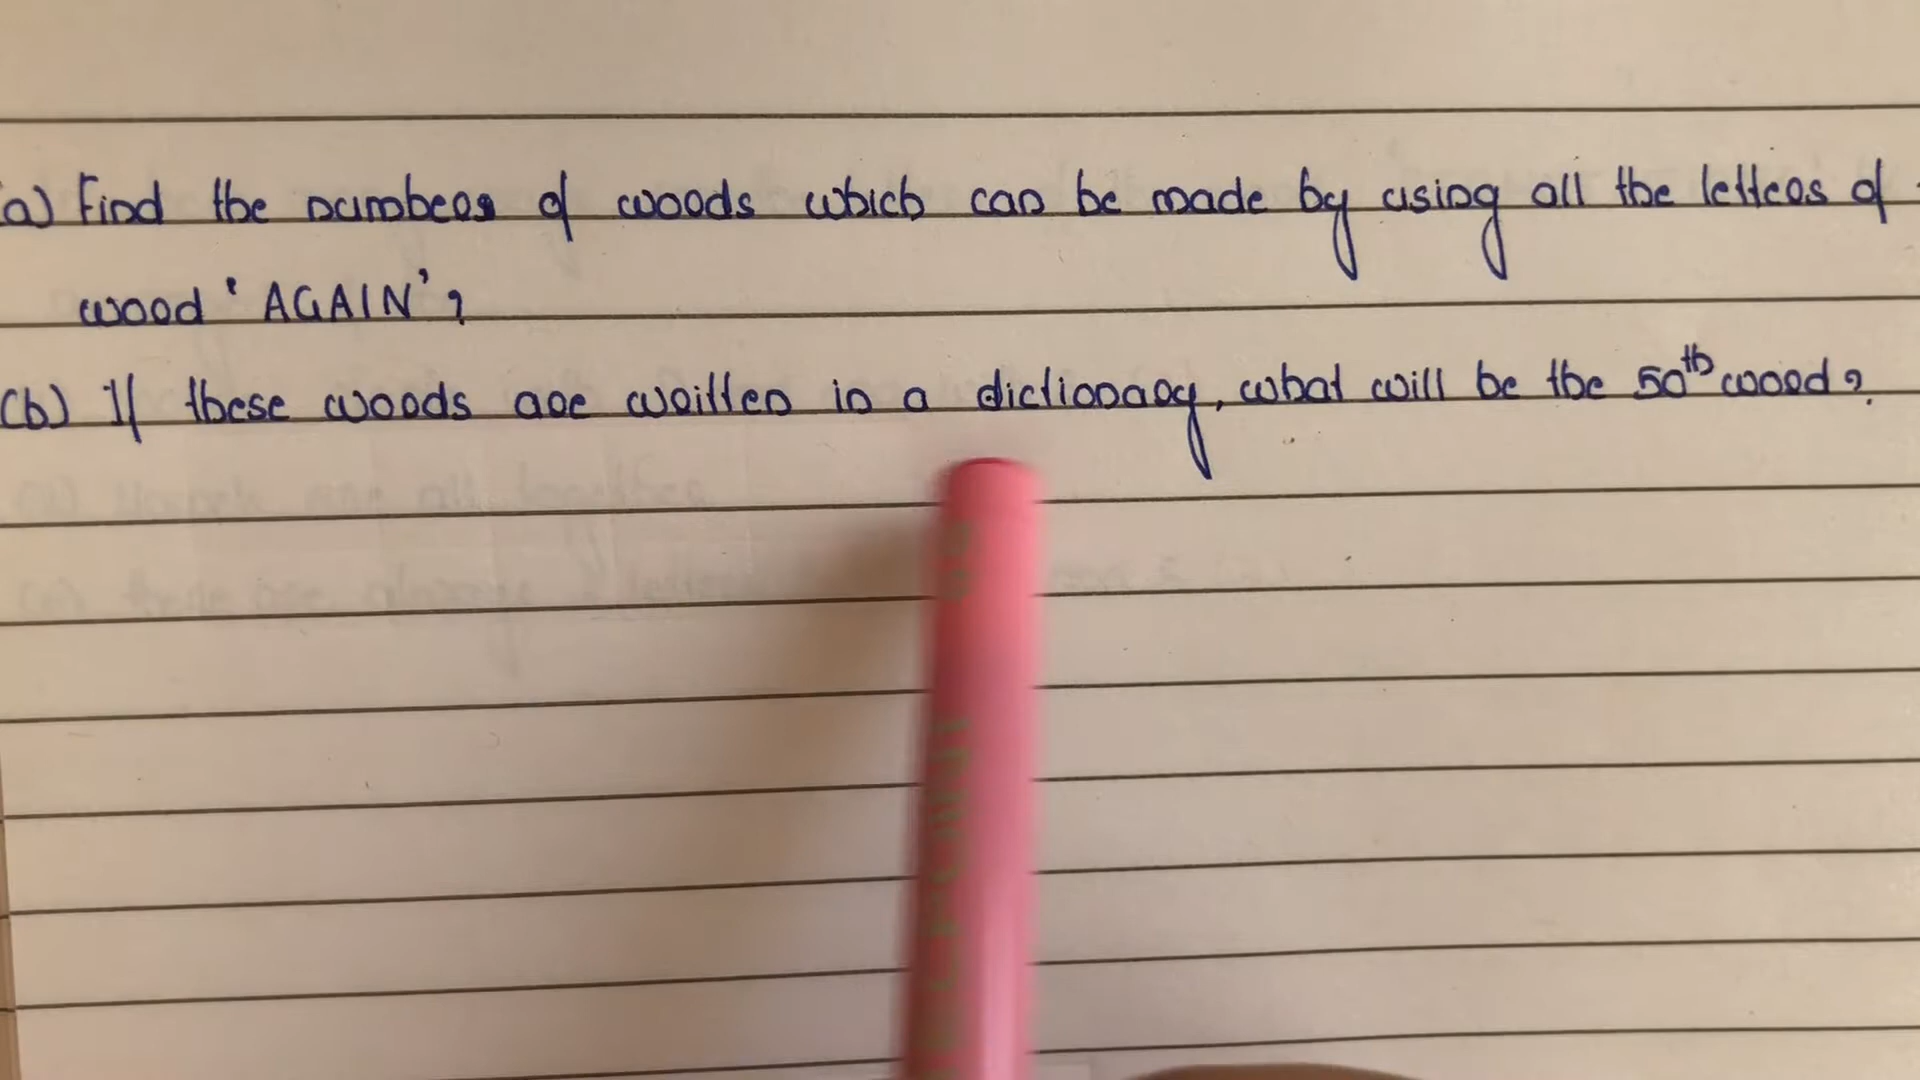 (a) Find the numbers of words which can be made by using all the letters of
word 'AGAIN'?
(b) If these words are written in a dictionary, what will be the 50th word?